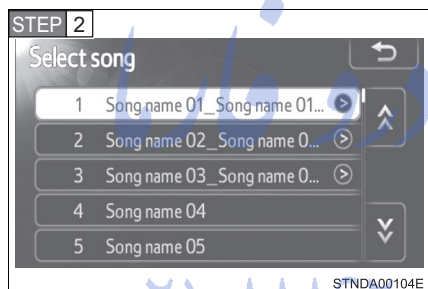 STEP 2
Select song
1 Song name 01_Song name 01...
2 Song name 02_Song name 0...
3 Song name 03_Song name 0...
4 Song name 04
5 Song name 05
STNDA00104E